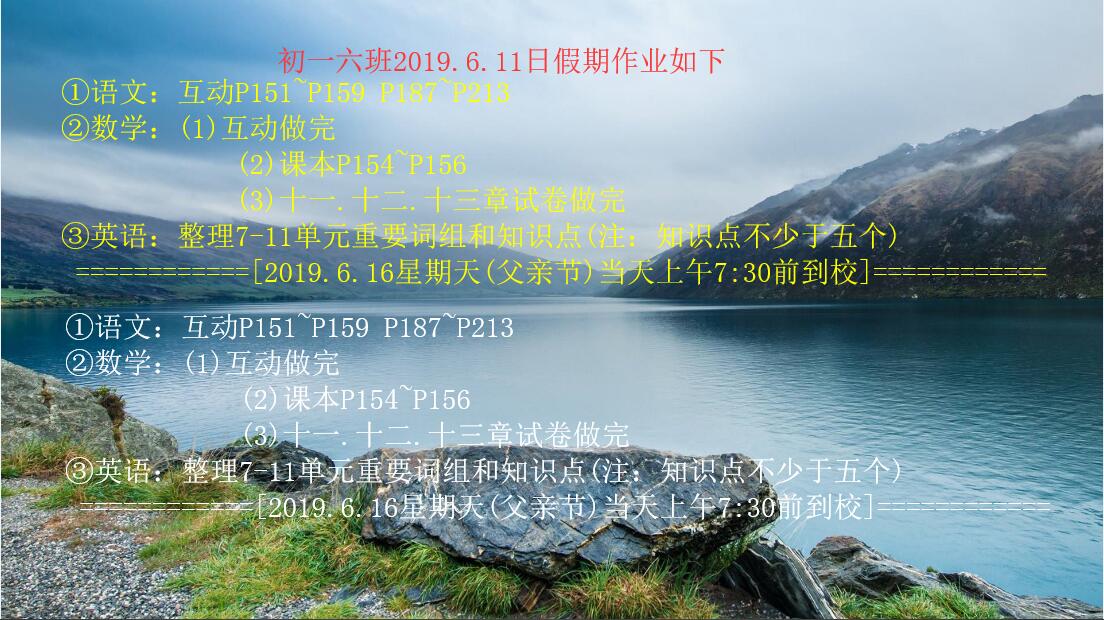 初一六班2019.6.11日假期作业如下
①语文：互动P151~P159 P187~P213
②数学：(1)互动做完
(2)课本P154~P156
(3)十一.十二.十三章试卷做完
③英语：整理7-11单元重要词组和知识点(注：知识点不少于五个)
============[2019.6.16星期天(父亲节)当天上午7:30前到校]============
①语文：互动P151~P159 P187~P213
②数学：(1)互动做完
(2)课本P154~P156
(3)十一.十二.十三章试卷做完
③英语：整理7-11单元重要词组和知识点(注：知识点不少于五个)
============[2019.6.16星期天(父亲节)当天上午7:30前到校]============